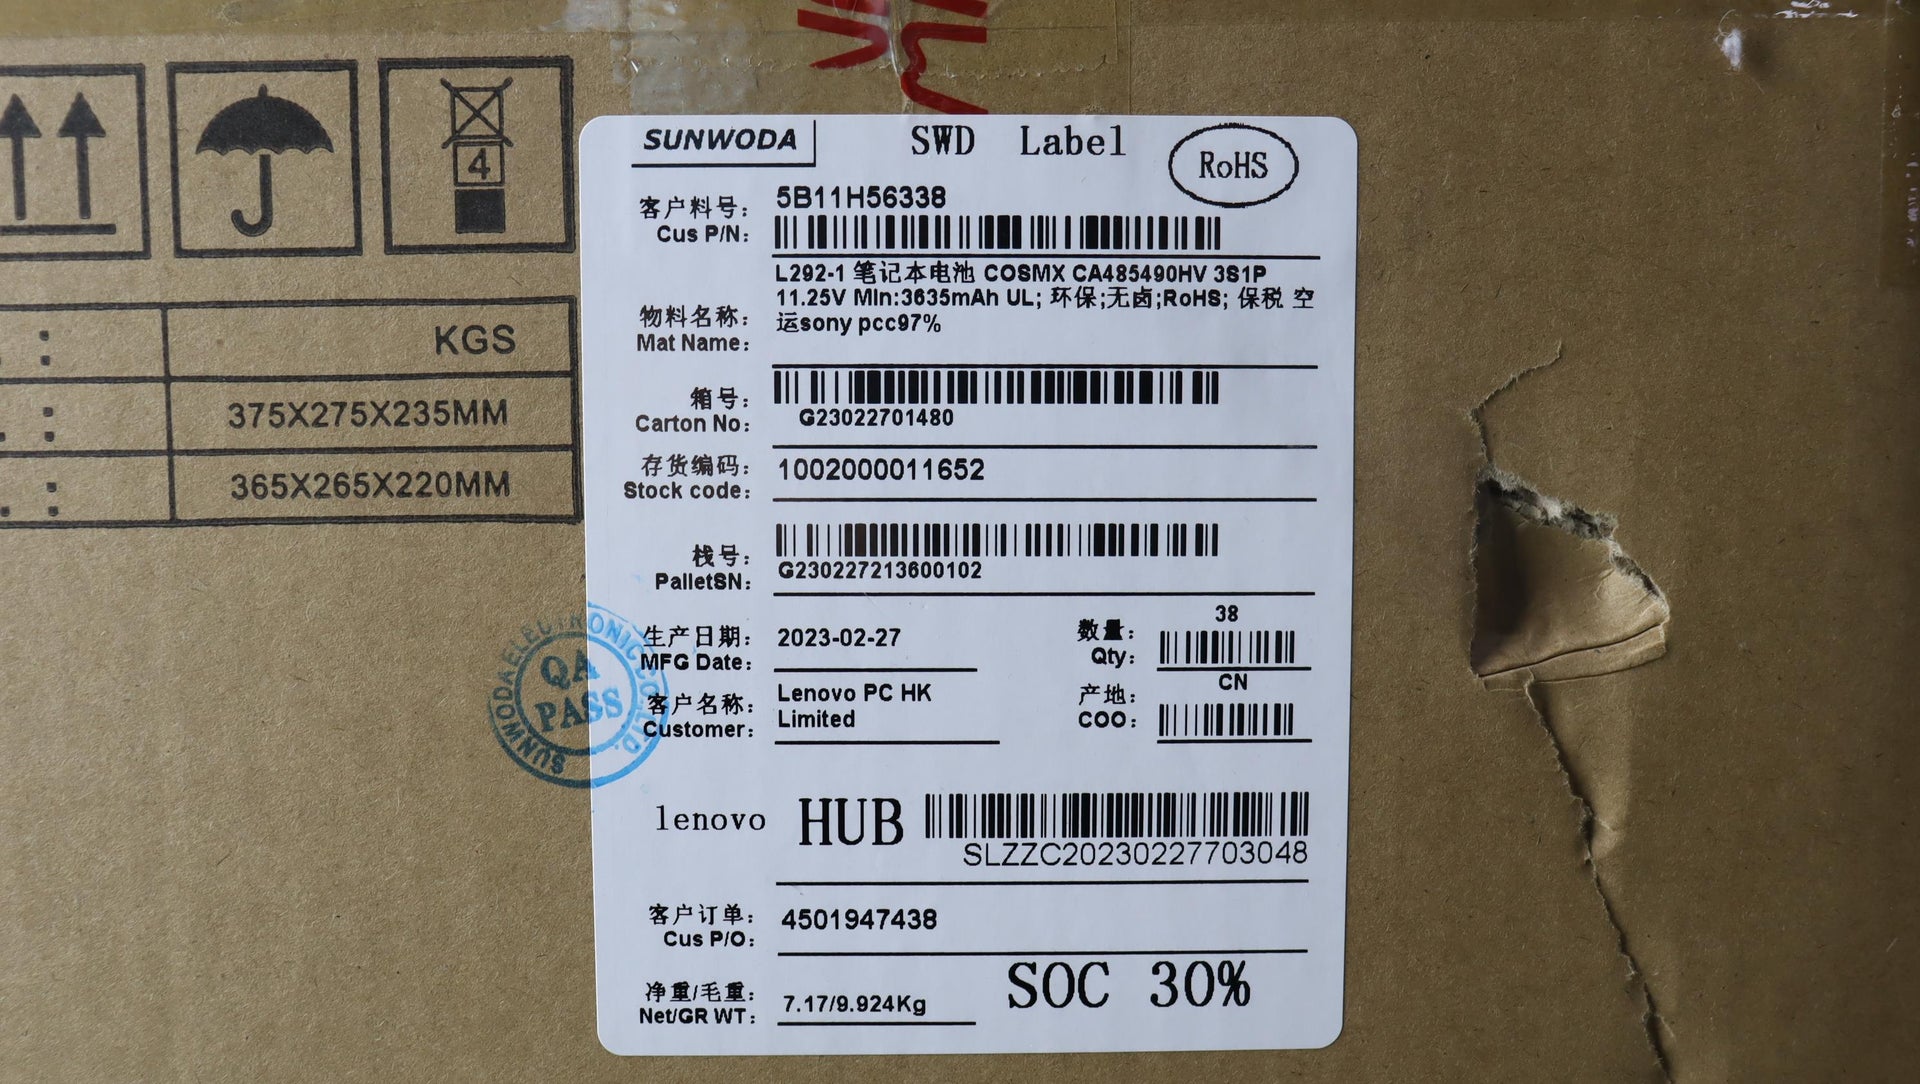 4
KGS
375X275X235MM
365X265X220MM
SUNWODA SWD Label RoHS
客户料号: 5B11H56338
Cus P/N:
L292-1 笔记本电池 COSMX CA485490HV 3S1P
11.25V Min:3635mAh UL; 环保;无卤;RoHS; 保税 空
运sony pcc97%
物料名称:
Mat Name:
箱号:
Carton No: G23022701480
存货编码: 1002000011652
Stock code:
栈号:
PalletSN: G230227213600102
生产日期: 2023-02-27
MFG Date:
数量: 38
Qty:
客户名称: Lenovo PC HK
Customer: Limited
产地: CN
COO:
SUNWODA ELECTRONIC CO., LTD.
QA
PASS
lenovo HUB
SLZZC20230227703048
客户订单: 4501947438
Cus P/O:
净重/毛重: 7.17/9.924Kg
Net/GR WT:
SOC 30%